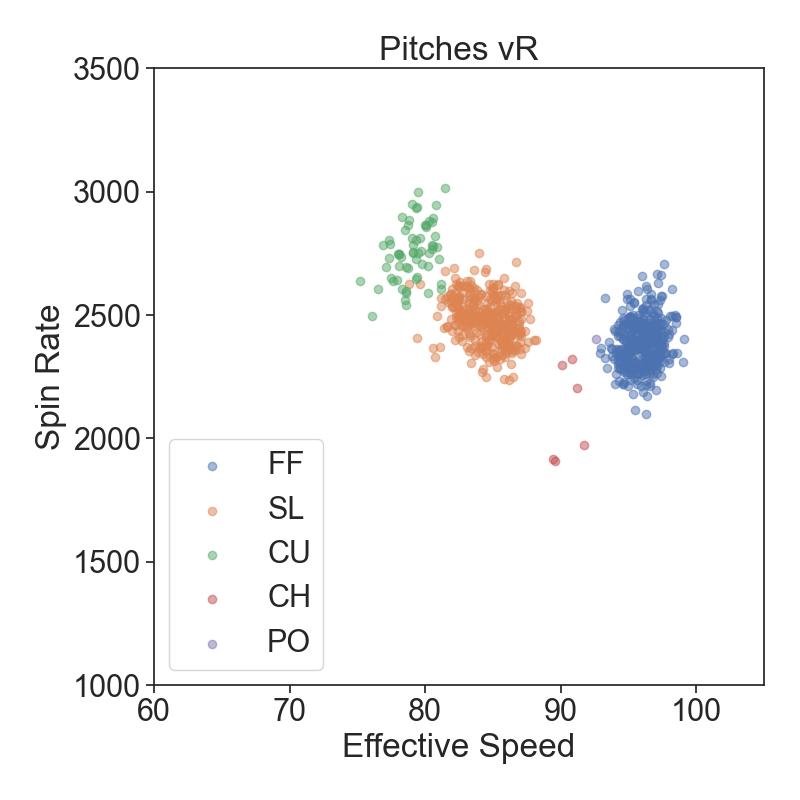 Pitches vR
3500
3000
2500
2000
1500
1000
Spin Rate
FF
SL
CU
CH
PO
60 70 80 90 100
Effective Speed